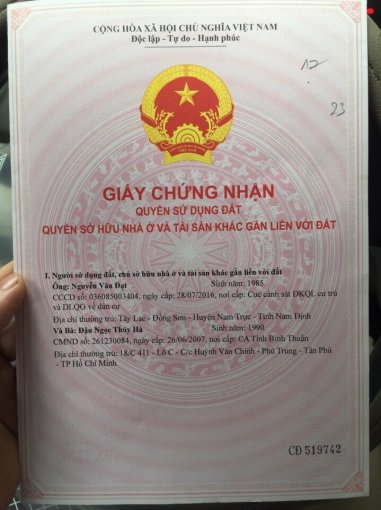 CỘNG HÒA XÃ HỘI CHỦ NGHĨA VIỆT NAM
Độc lập - Tự do - Hạnh phúc
12
23
VIỆT NAM
GIẤY CHỨNG NHẬN
QUYỀN SỬ DỤNG ĐẤT
QUYỀN SỞ HỮU NHÀ Ở VÀ TÀI SẢN KHÁC GẮN LIỀN VỚI ĐẤT
I. Người sử dụng đất, chủ sở hữu nhà ở và tài sản khác gắn liền với đất
Ông: Nguyễn Văn Đạt Sinh năm: 1985
CCCD số: 036085003404, ngày cấp: 28/07/2016, nơi cấp: Cục cảnh sát ĐKQL cư trú
và DLQG về dân cư
Địa chỉ thường trú: Tây Lạc - Đồng Sơn - Huyện Nam Trực - Tỉnh Nam Định
Và Bà: Đậu Ngọc Thúy Hà Sinh năm: 1990
CMND số: 261230084, ngày cấp: 26/06/2007, nơi cấp: CA Tỉnh Bình Thuận
Địa chỉ thường trú: 18/C 411 - Lô C - C/c Huỳnh Văn Chính - Phú Trung - Tân Phú
- TP Hồ Chí Minh
CĐ 519742